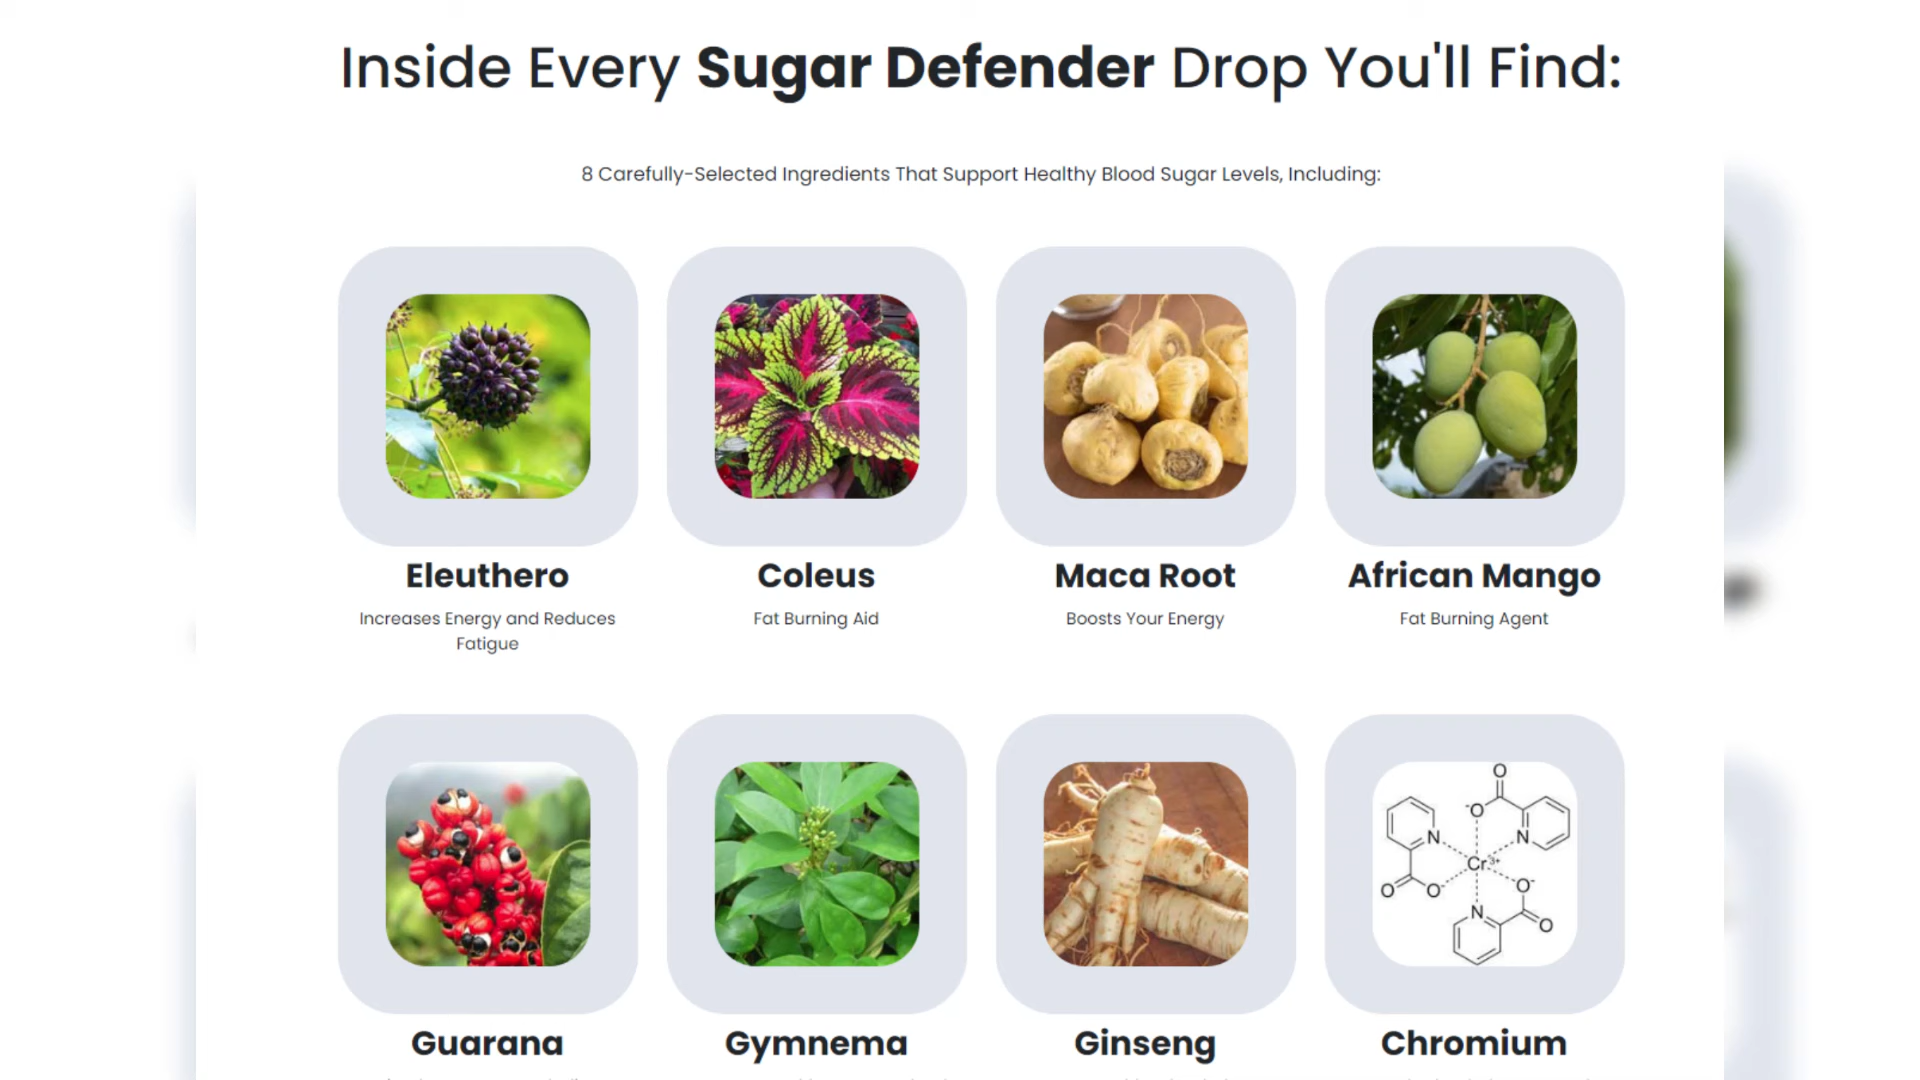 Inside Every Sugar Defender Drop You'll Find:
8 Carefully-Selected Ingredients That Support Healthy Blood Sugar Levels, Including:
Eleuthero
Increases Energy and Reduces
Fatigue
Coleus
Fat Burning Aid
Maca Root
Boosts Your Energy
African Mango
Fat Burning Agent
O
-O
N
N
Cr3+
O
O-
O-
N
O
Guarana
Gymnema
Ginseng
Chromium